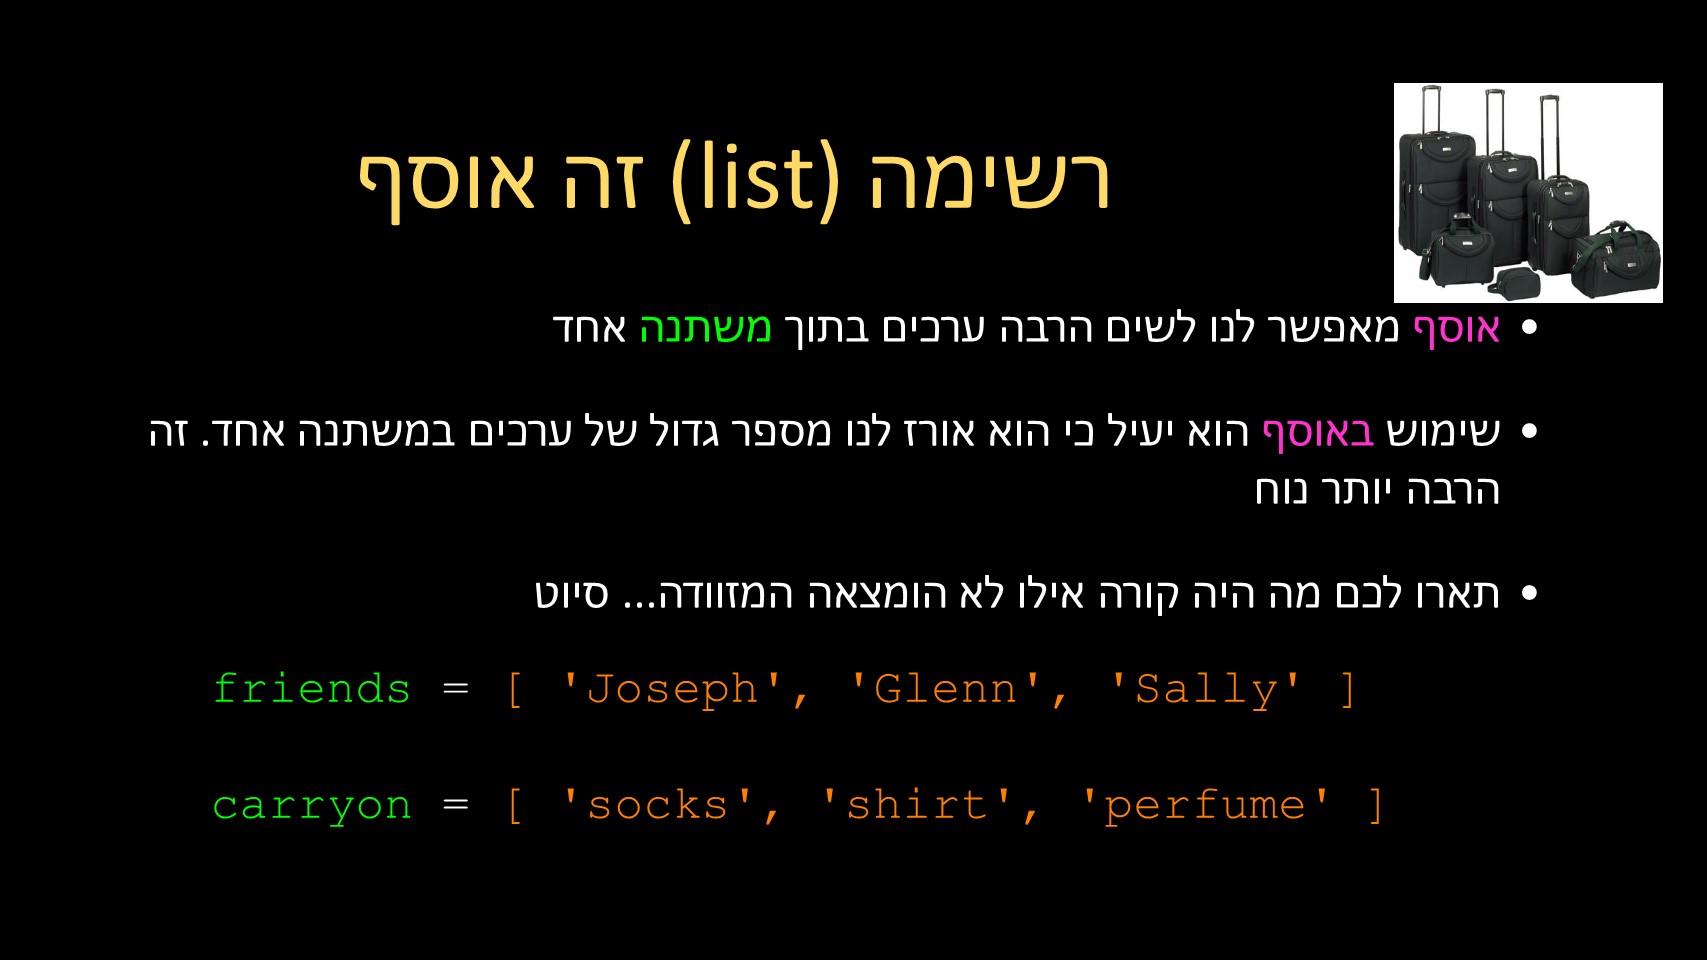 רשימה (list) זה אוסף
• אוסף מאפשר לנו לשים הרבה ערכים בתוך משתנה אחד
• שימוש באוסף הוא יעיל כי הוא אורז לנו מספר גדול של ערכים במשתנה אחד. זה
הרבה יותר נוח
• תארו לכם מה היה קורה אילו לא הומצאה המזוודה... סיוט
friends = [ 'Joseph', 'Glenn', 'Sally' ]
carryon = [ 'socks', 'shirt', 'perfume' ]